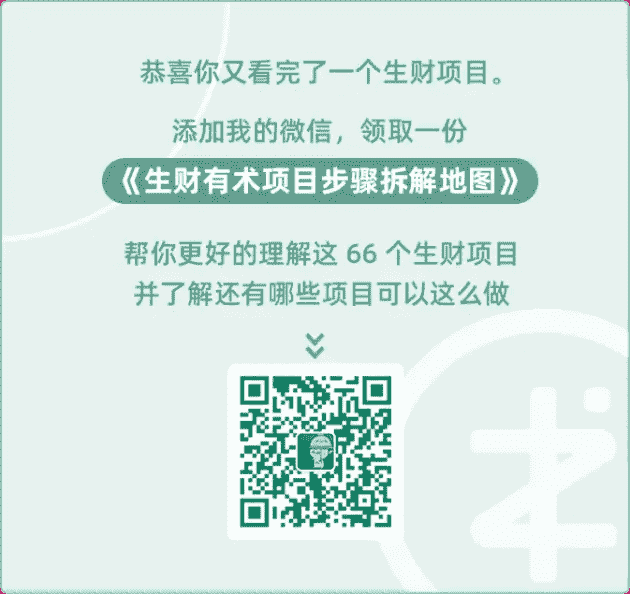 恭喜你又看完了一个生财项目。
添加我的微信，领取一份
《生财有术项目步骤拆解地图》
帮你更好的理解这 66 个生财项目
并了解还有哪些项目可以这么做
术